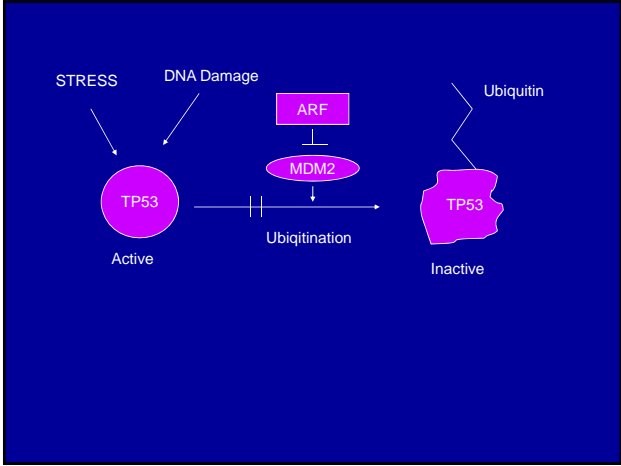 STRESS
DNA Damage
ARF
Ubiquitin
MDM2
TP53
TP53
Ubiqitination
Active
Inactive